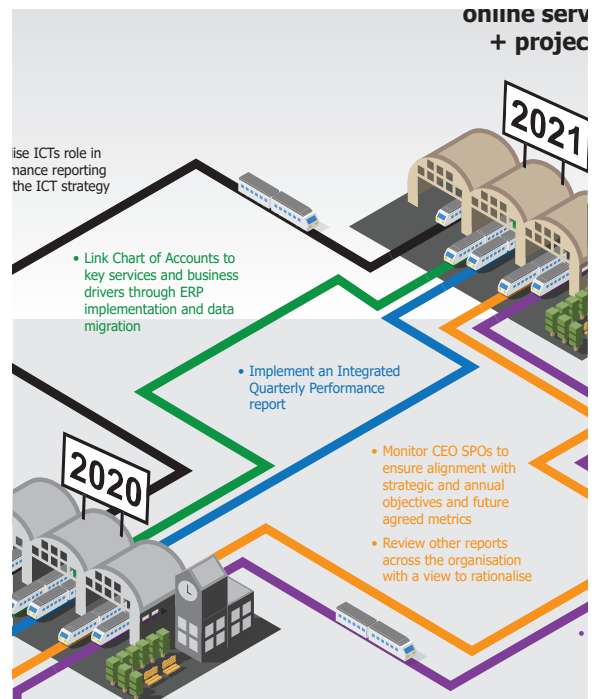 online serv
+ projec
2021
ise ICTs role in
mance reporting
the ICT strategy
• Link Chart of Accounts to
key services and business
drivers through ERP
implementation and data
migration
• Implement an Integrated
Quarterly Performance
report
2020
• Monitor CEO SPOs to
ensure alignment with
strategic and annual
objectives and future
agreed metrics
• Review other reports
across the organisation
with a view to rationalise
•